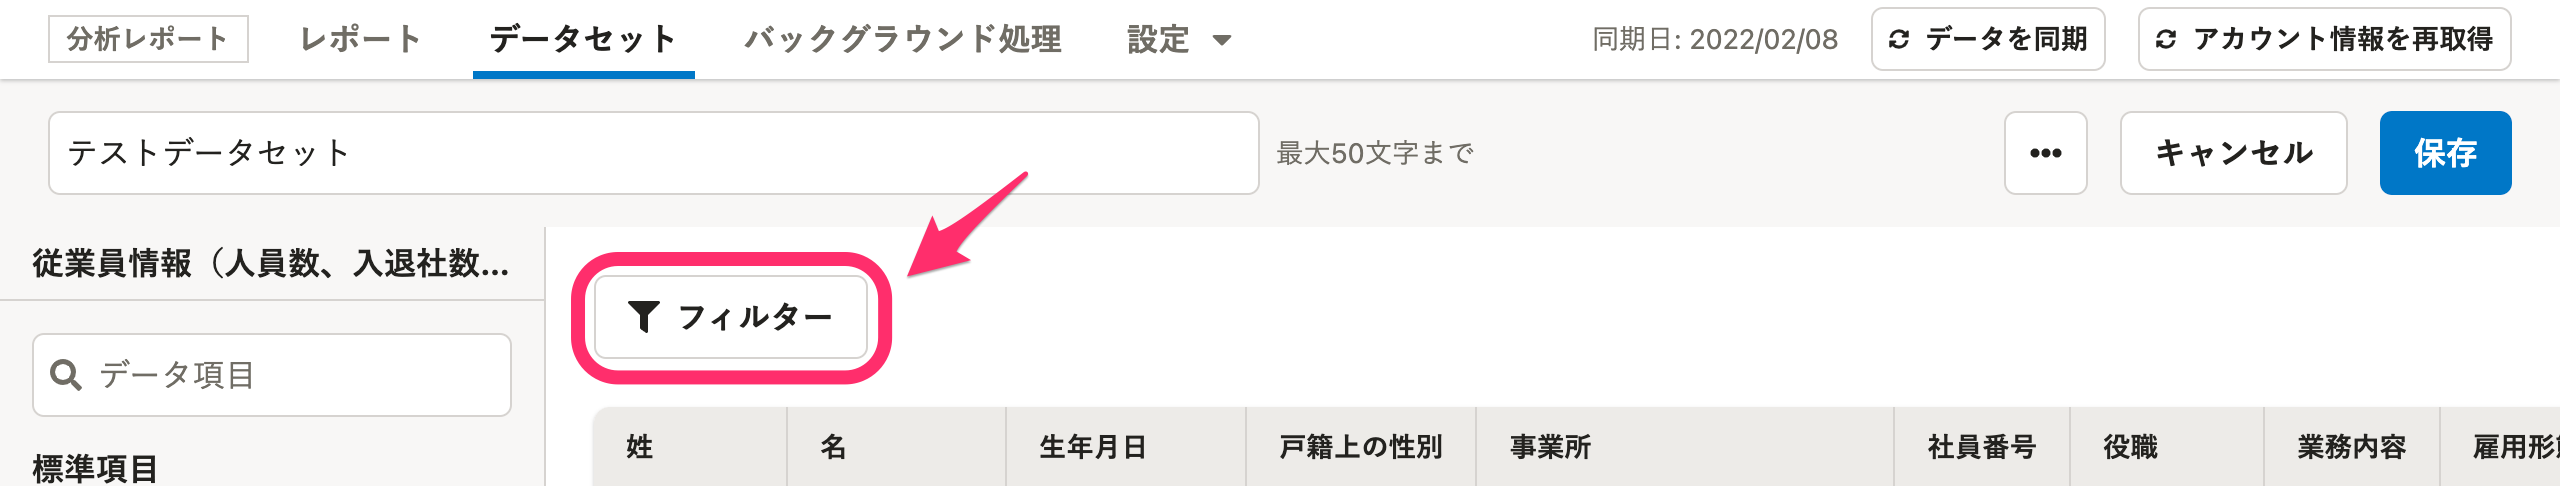 分析レポート レポート データセット バックグラウンド処理 設定 同期日: 2022/02/08 データを同期 アカウント情報を再取得
テストデータセット 最大50文字まで ••• キャンセル 保存
従業員情報（人員数、入退社数...
フィルター
データ項目
姓 名 生年月日 戸籍上の性別 事業所 社員番号 役職 業務内容 雇用形
標準項目